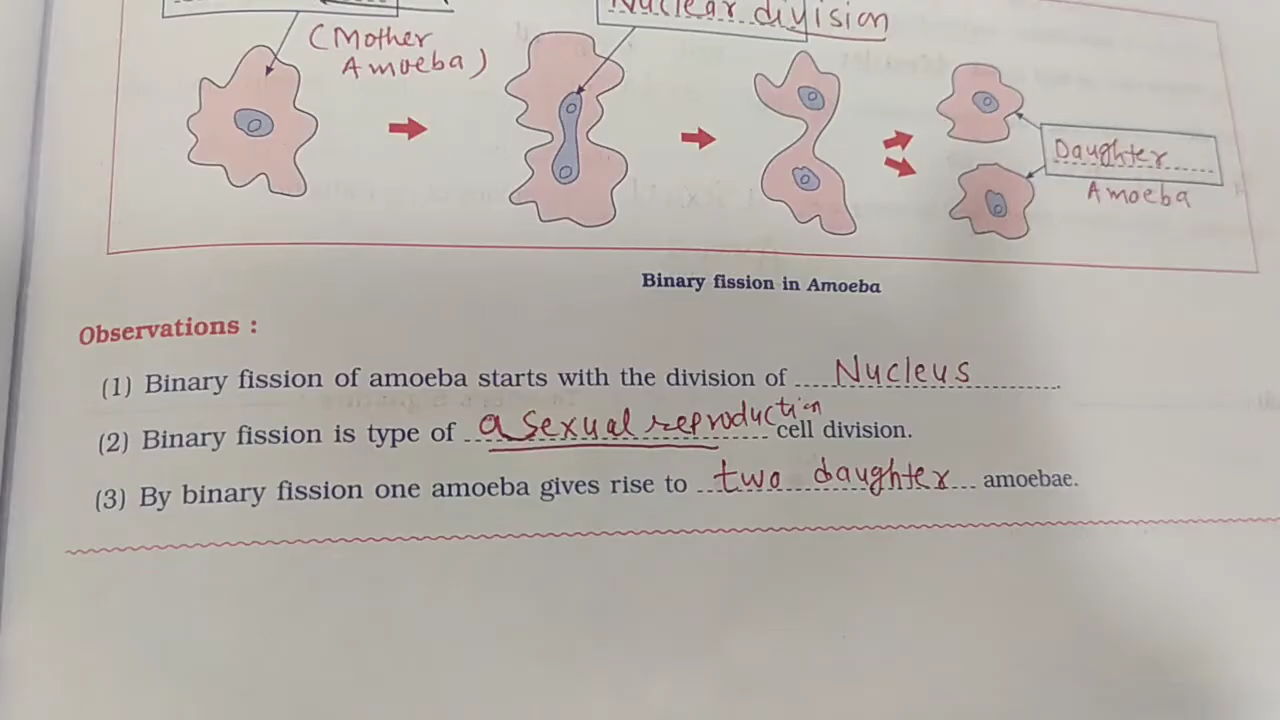 Nuclear division
(Mother
Amoeba)
Daughter
Amoeba
Binary fission in Amoeba
Observations :
(1) Binary fission of amoeba starts with the division of Nucleus
(2) Binary fission is type of asexual reproduction cell division.
(3) By binary fission one amoeba gives rise to two daughter amoebae.